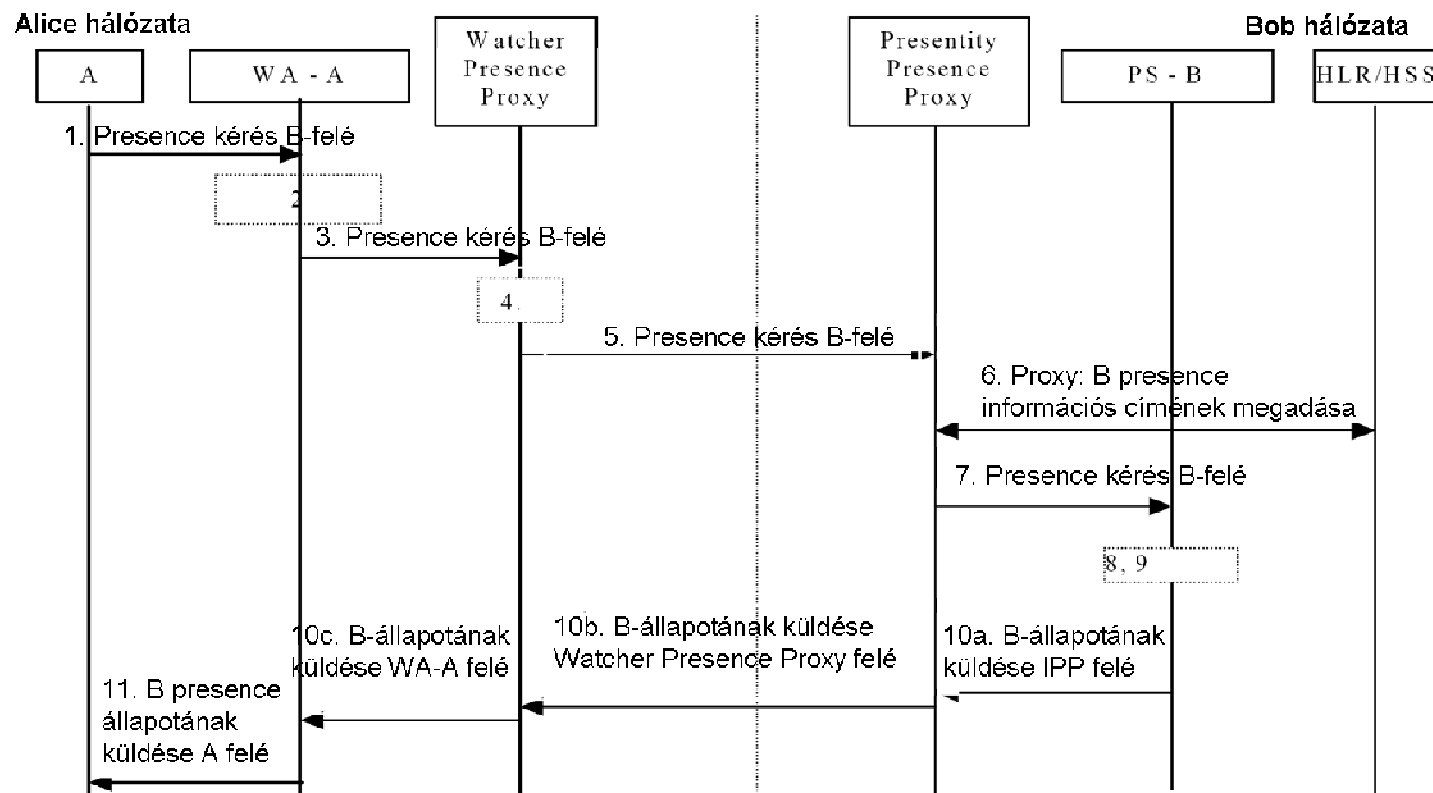 Alice hálózata
Bob hálózata
A
WA - A
Watcher
Presence
Proxy
Presentity
Presence
Proxy
PS - B
HLR/HSS
1. Presence kérés B-felé
2
3. Presence kérés B-felé
4.
5. Presence kérés B-felé
6. Proxy: B presence
információs címének megadása
7. Presence kérés B-felé
8, 9
10c. B-állapotának
küldése WA-A felé
10b. B-állapotának küldése
Watcher Presence Proxy felé
10a. B-állapotának
küldése IPP felé
11. B presence
állapotának
küldése A felé